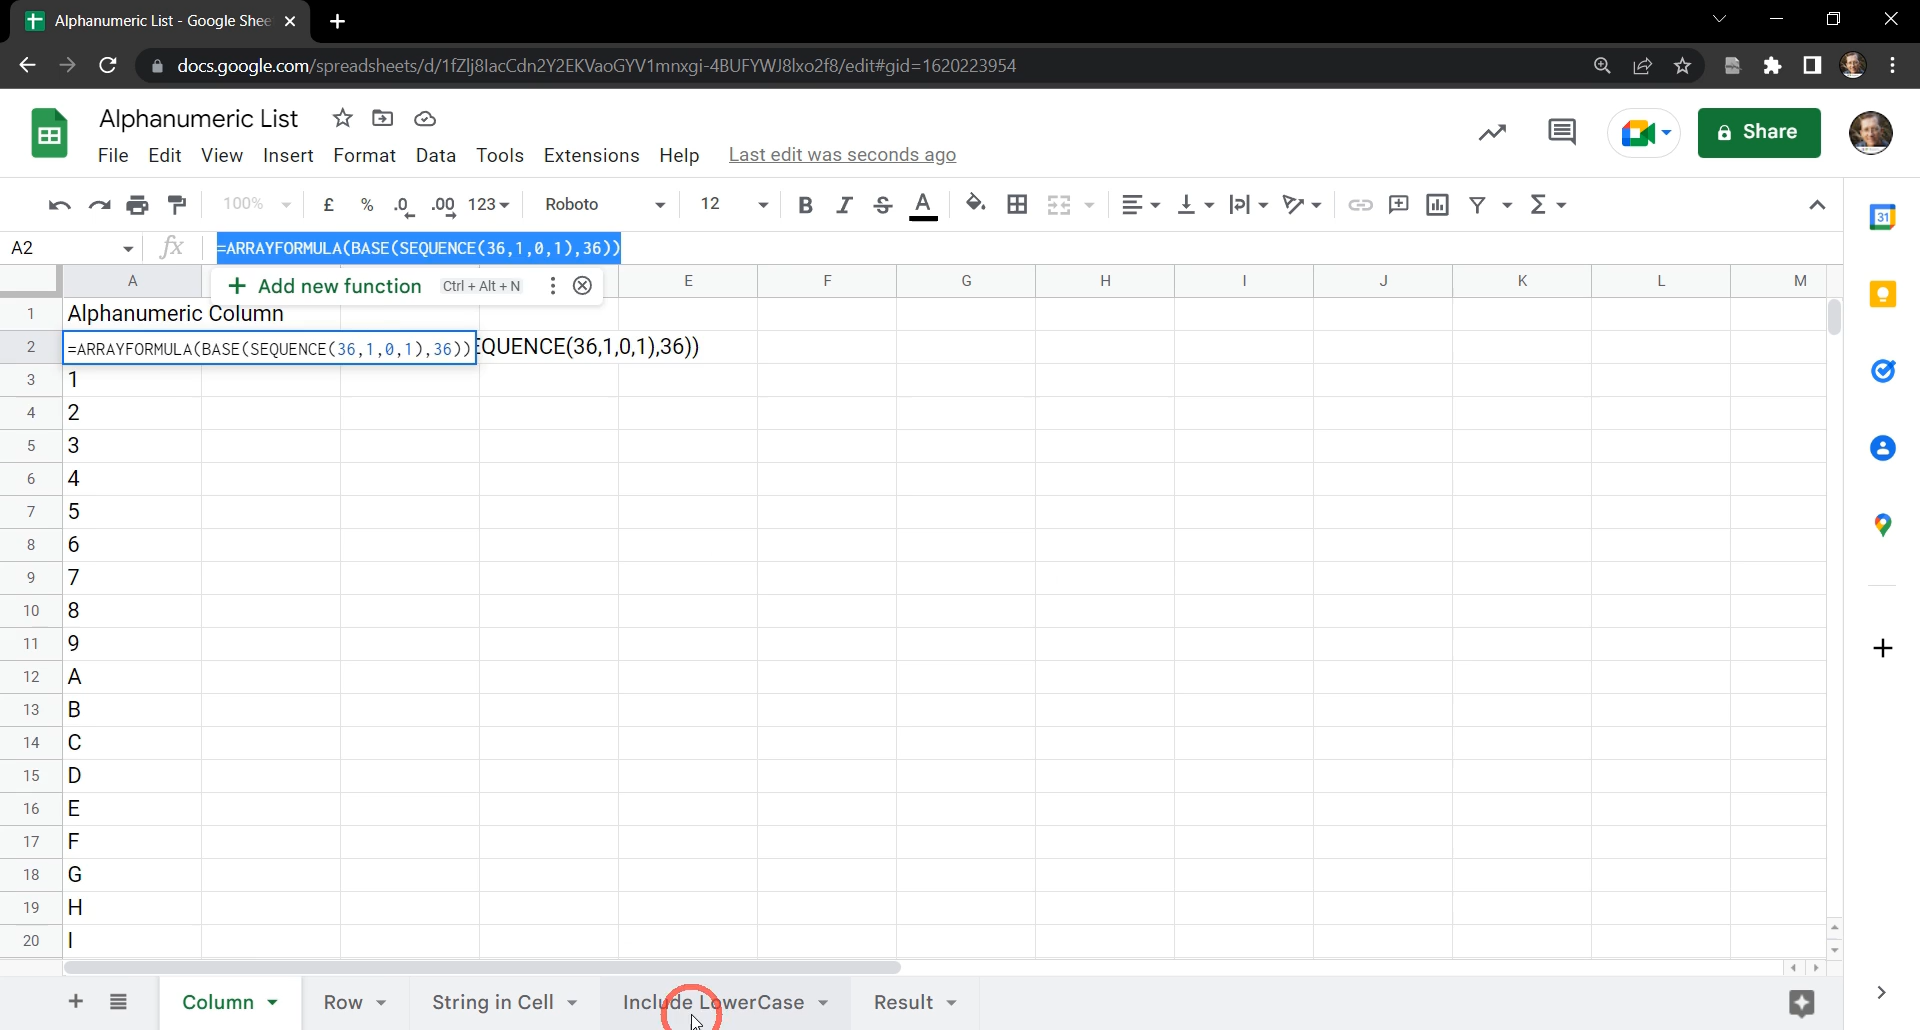 Alphanumeric List - Google Shee
docs.google.com/spreadsheets/d/1fZlj8lacCdn2Y2EKVaoGYV1mnxgi-4BUFYWJ8lxo2f8/edit#gid=1620223954
Alphanumeric List
File Edit View Insert Format Data Tools Extensions Help Last edit was seconds ago
Share
100% £ % .0 .00 123 Roboto 12 B I S A Σ
31
A2 fx =ARRAYFORMULA(BASE(SEQUENCE(36,1,0,1),36))
+ Add new function Ctrl + Alt + N
A E F G H I J K L M
1 Alphanumeric Column
2 =ARRAYFORMULA(BASE(SEQUENCE(36,1,0,1),36)) EQUENCE(36,1,0,1),36))
3 1
4 2
5 3
6 4
7 5
8 6
9 7
10 8
11 9
12 A
13 B
14 C
15 D
16 E
17 F
18 G
19 H
20 I
Column Row String in Cell Include LowerCase Result